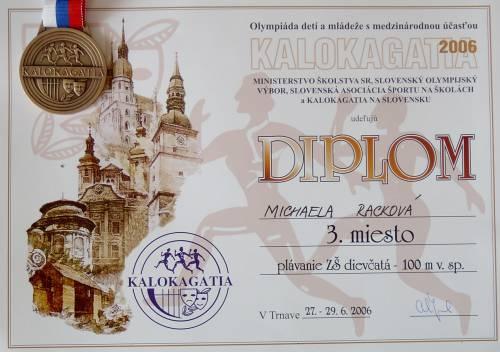 Olympiáda detí a mládeže s medzinárodnou účasťou
KALOKAGATIA 2006
MINISTERSTVO ŠKOLSTVA SR, SLOVENSKÝ OLYMPIJSKÝ
VÝBOR, SLOVENSKÁ ASOCIÁCIA ŠPORTU NA ŠKOLÁCH
a KALOKAGATIA NA SLOVENSKU
udeľujú
DIPLOM
MICHAELA RACKOVÁ
3. miesto
plávanie ZŠ dievčatá - 100 m v. sp.
V Trnave 27. - 29. 6. 2006
KALOKAGATIA
KALOKAGATIA